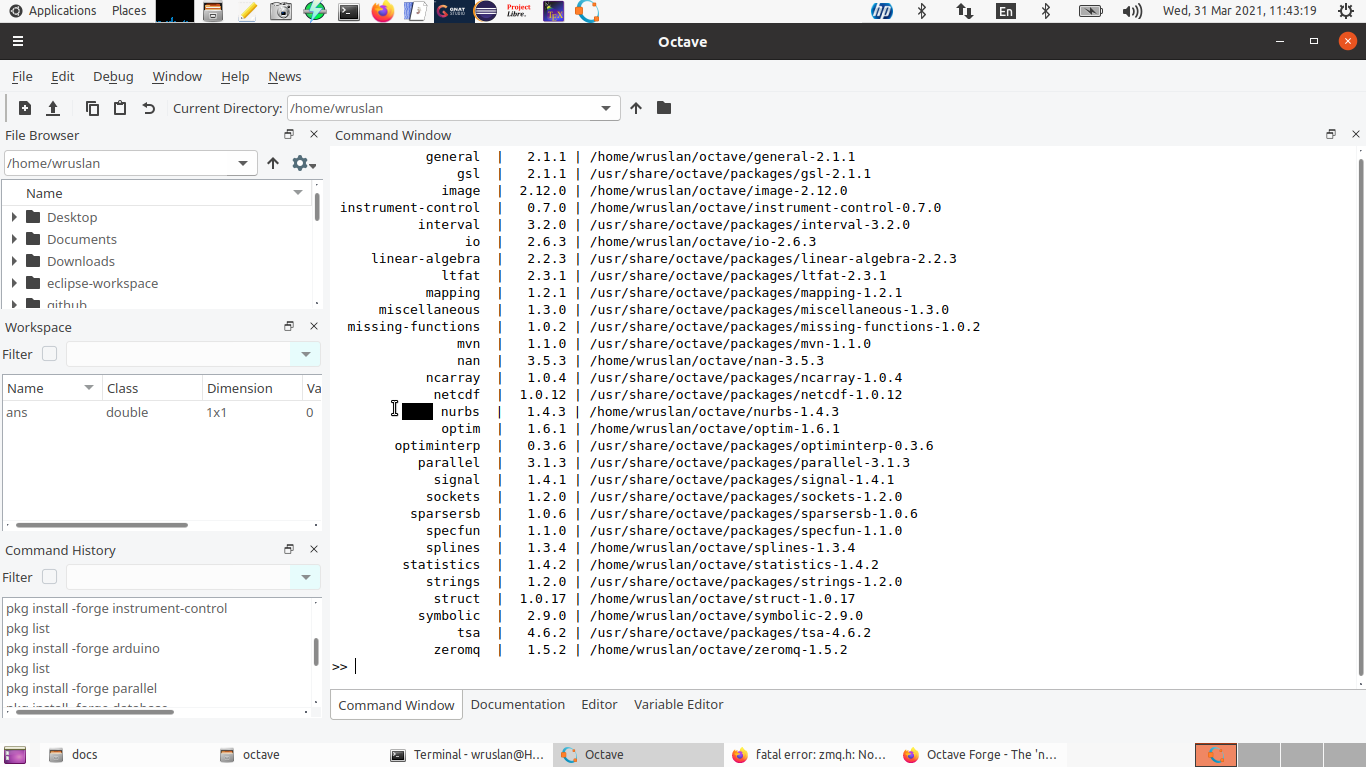 Applications Places En Wed, 31 Mar 2021, 11:43:19
Octave
File Edit Debug Window Help News
Current Directory: /home/wruslan
File Browser
/home/wruslan
Name
Desktop
Documents
Downloads
eclipse-workspace
github
Workspace
Filter
Name Class Dimension Va
ans double 1x1 0
Command History
Filter
pkg install -forge instrument-control
pkg list
pkg install -forge arduino
pkg list
pkg install -forge parallel
pkg install -forge database
Command Window
general | 2.1.1 | /home/wruslan/octave/general-2.1.1
gsl | 2.1.1 | /usr/share/octave/packages/gsl-2.1.1
image | 2.12.0 | /home/wruslan/octave/image-2.12.0
instrument-control | 0.7.0 | /home/wruslan/octave/instrument-control-0.7.0
interval | 3.2.0 | /usr/share/octave/packages/interval-3.2.0
io | 2.6.3 | /home/wruslan/octave/io-2.6.3
linear-algebra | 2.2.3 | /usr/share/octave/packages/linear-algebra-2.2.3
ltfat | 2.3.1 | /usr/share/octave/packages/ltfat-2.3.1
mapping | 1.2.1 | /usr/share/octave/packages/mapping-1.2.1
miscellaneous | 1.3.0 | /usr/share/octave/packages/miscellaneous-1.3.0
missing-functions | 1.0.2 | /usr/share/octave/packages/missing-functions-1.0.2
mvn | 1.1.0 | /usr/share/octave/packages/mvn-1.1.0
nan | 3.5.3 | /home/wruslan/octave/nan-3.5.3
ncarray | 1.0.4 | /usr/share/octave/packages/ncarray-1.0.4
netcdf | 1.0.12 | /usr/share/octave/packages/netcdf-1.0.12
nurbs | 1.4.3 | /home/wruslan/octave/nurbs-1.4.3
optim | 1.6.1 | /home/wruslan/octave/optim-1.6.1
optiminterp | 0.3.6 | /usr/share/octave/packages/optiminterp-0.3.6
parallel | 3.1.3 | /usr/share/octave/packages/parallel-3.1.3
signal | 1.4.1 | /home/wruslan/octave/signal-1.4.1
sockets | 1.2.0 | /usr/share/octave/packages/sockets-1.2.0
sparsersb | 1.0.6 | /usr/share/octave/packages/sparsersb-1.0.6
specfun | 1.1.0 | /usr/share/octave/packages/specfun-1.1.0
splines | 1.3.4 | /home/wruslan/octave/splines-1.3.4
statistics | 1.4.2 | /home/wruslan/octave/statistics-1.4.2
strings | 1.2.0 | /usr/share/octave/packages/strings-1.2.0
struct | 1.0.17 | /home/wruslan/octave/struct-1.0.17
symbolic | 2.9.0 | /home/wruslan/octave/symbolic-2.9.0
tsa | 4.6.2 | /usr/share/octave/packages/tsa-4.6.2
zeromq | 1.5.2 | /home/wruslan/octave/zeromq-1.5.2
>>
Command Window Documentation Editor Variable Editor
docs octave Terminal - wruslan@H... Octave fatal error: zmq.h: No... Octave Forge - The 'n...